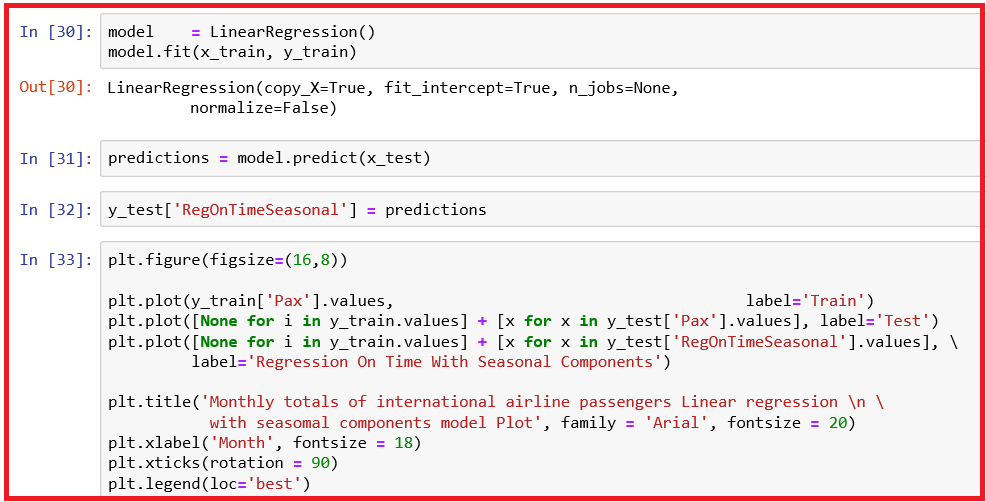 In [30]: model    = LinearRegression()
model.fit(x_train, y_train)
Out[30]: LinearRegression(copy_X=True, fit_intercept=True, n_jobs=None,
normalize=False)
In [31]: predictions = model.predict(x_test)
In [32]: y_test['RegOnTimeSeasonal'] = predictions
In [33]: plt.figure(figsize=(16,8))
plt.plot(y_train['Pax'].values,                                  label='Train')
plt.plot([None for i in y_train.values] + [x for x in y_test['Pax'].values], label='Test')
plt.plot([None for i in y_train.values] + [x for x in y_test['RegOnTimeSeasonal'].values], \
label='Regression On Time With Seasonal Components')
plt.title('Monthly totals of international airline passengers Linear regression \n \
with seasomal components model Plot', family = 'Arial', fontsize = 20)
plt.xlabel('Month', fontsize = 18)
plt.xticks(rotation = 90)
plt.legend(loc='best')